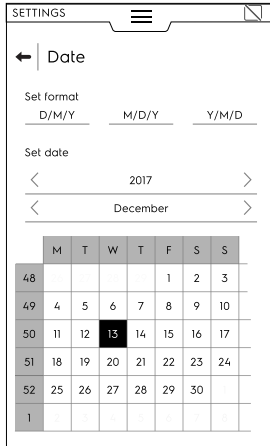 SETTINGS
Date
Set format
D/M/Y M/D/Y Y/M/D
Set date
2017
December
M T W T F S S
48 1 2 3
49 4 5 6 7 8 9 10
50 11 12 13 14 15 16 17
51 18 19 20 21 22 23 24
52 25 26 27 28 29 30
1